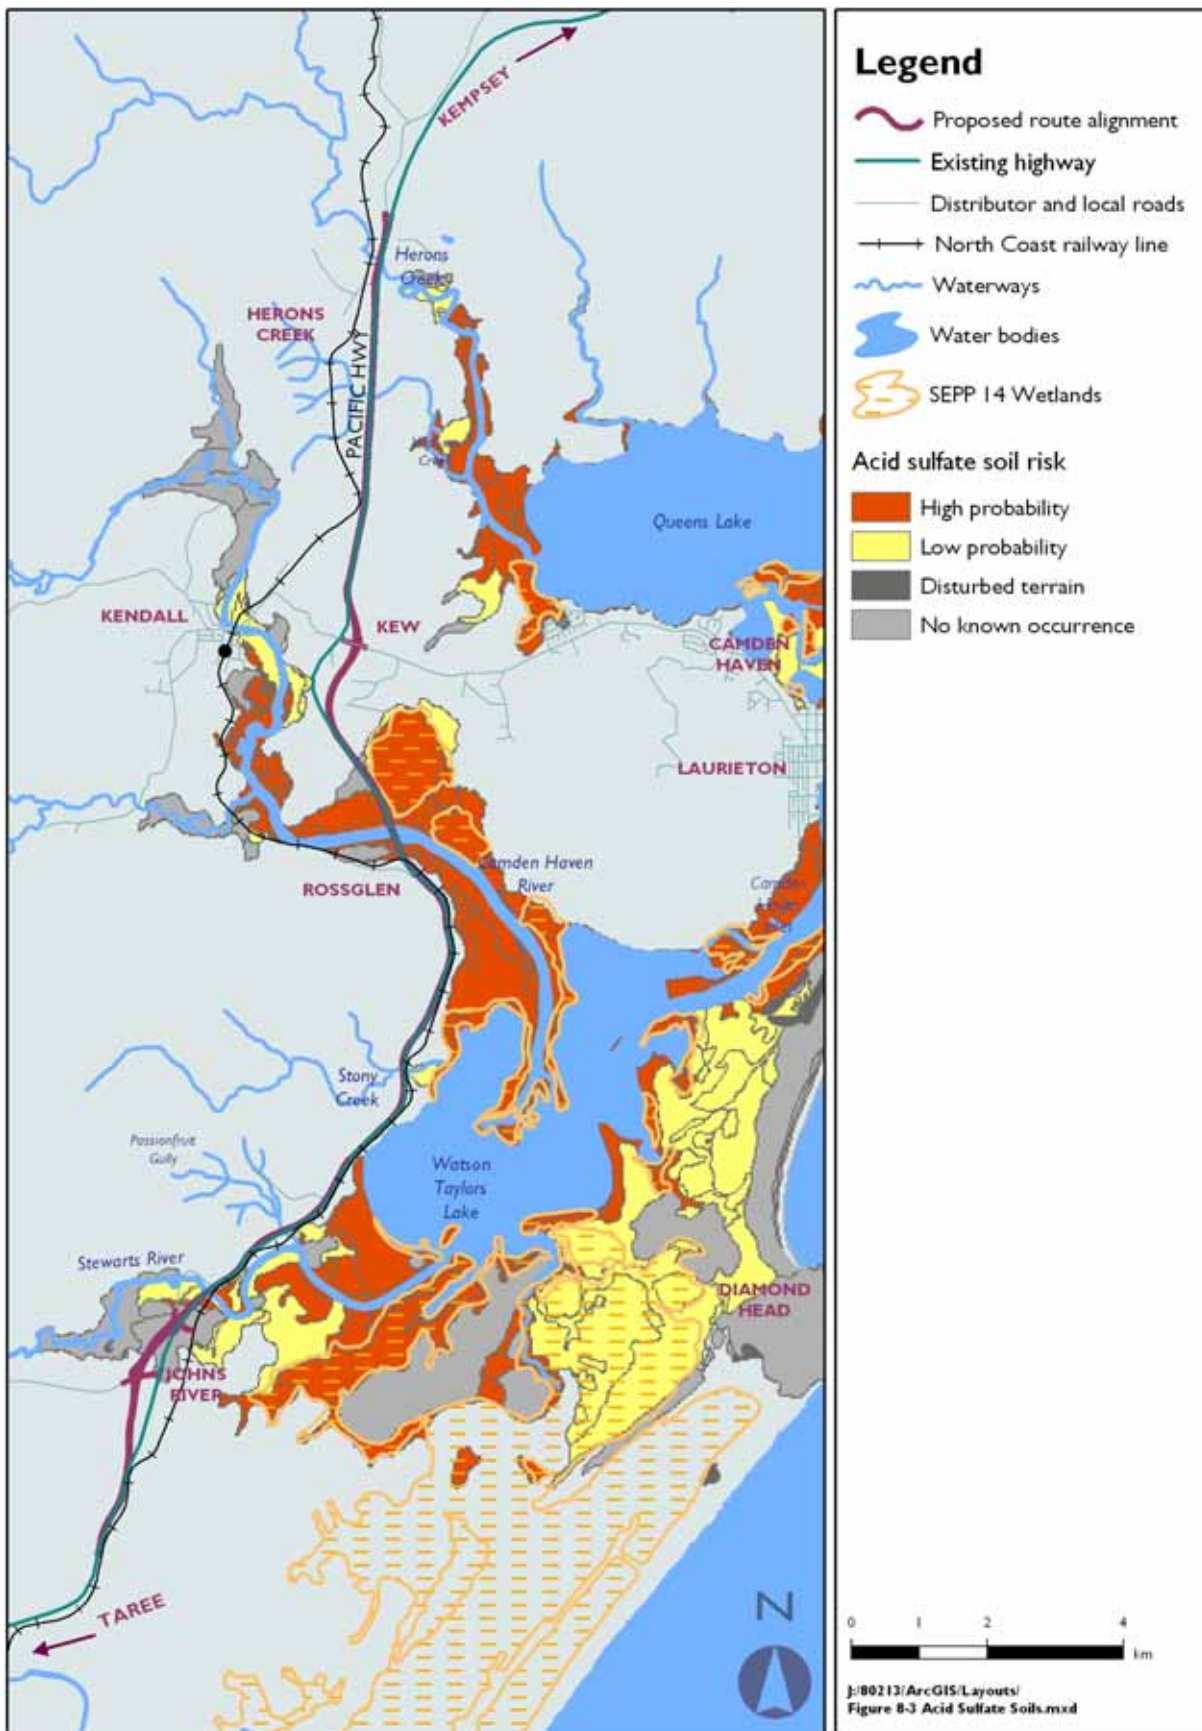 KEMPSEY
Herons
Creek
HERONS
CREEK
PACIFIC HWY
Queens Lake
KENDALL
KEW
CAMDEN
HAVEN
LAURIETON
ROSSGLEN
Camden Haven
River
Camden
Haven
Inlet
Stony
Creek
Passionfruit
Gully
Watson
Taylors
Lake
Stewarts River
DIAMOND
HEAD
JOHNS
RIVER
TAREE
N
Legend
Proposed route alignment
Existing highway
Distributor and local roads
North Coast railway line
Waterways
Water bodies
SEPP 14 Wetlands
Acid sulfate soil risk
High probability
Low probability
Disturbed terrain
No known occurrence
0 1 2 4
km
J:/80213/ArcGIS/Layouts/
Figure 8-3 Acid Sulfate Soils.mxd